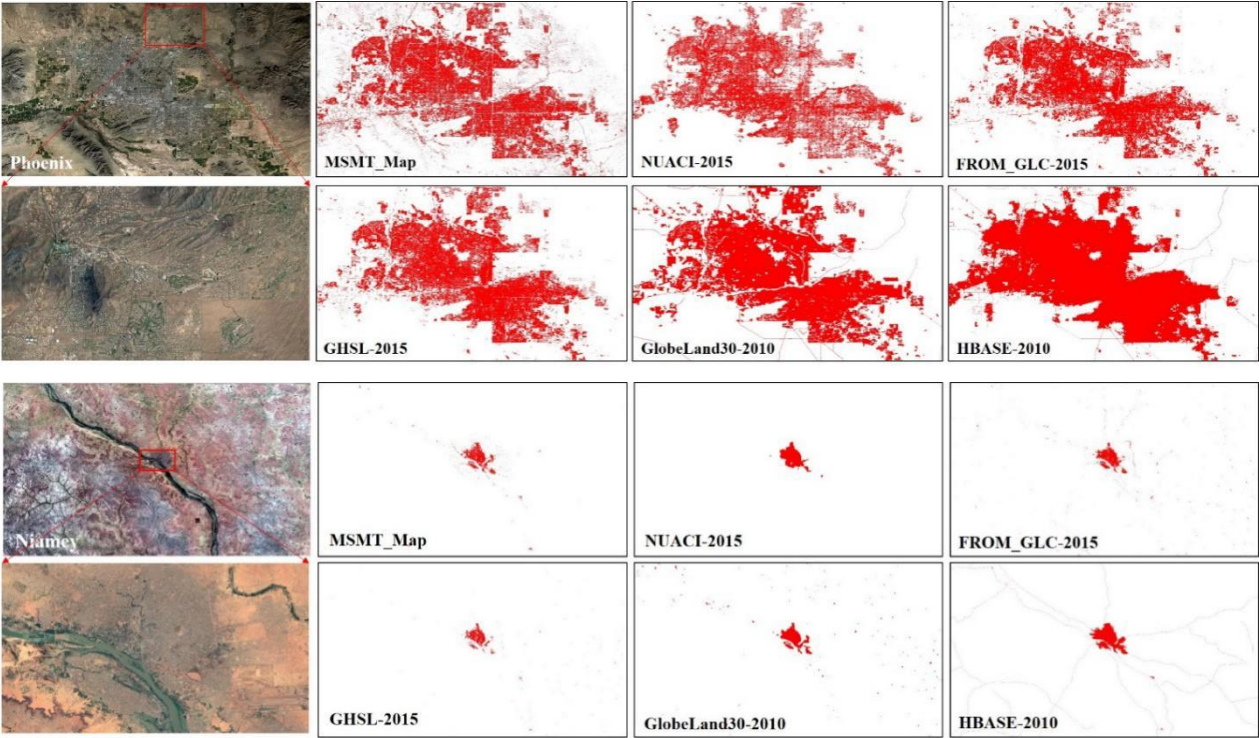 Phoenix
MSMT_Map
NUACI-2015
FROM_GLC-2015
GHSL-2015
GlobeLand30-2010
HBASE-2010
Niamey
MSMT_Map
NUACI-2015
FROM_GLC-2015
GHSL-2015
GlobeLand30-2010
HBASE-2010